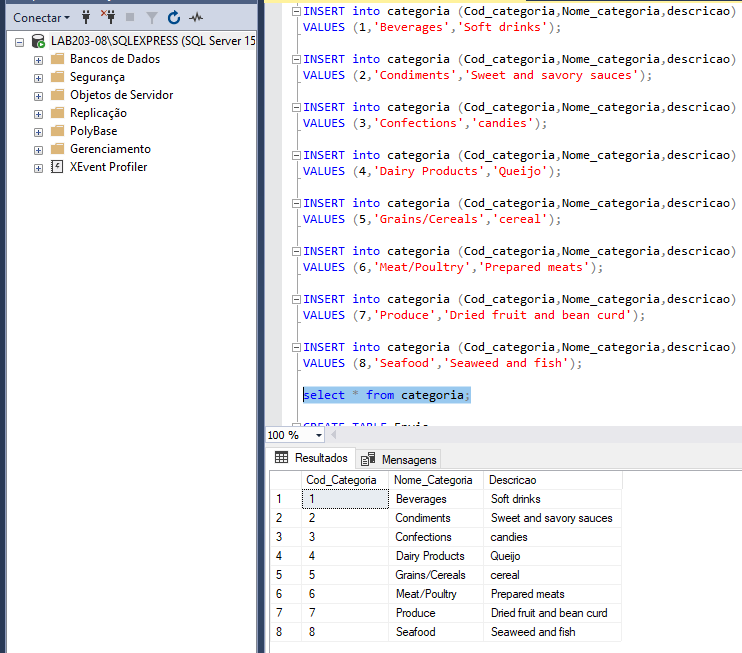 Conectar
LAB203-08\SQLEXPRESS (SQL Server 15
Bancos de Dados
Segurança
Objetos de Servidor
Replicação
PolyBase
Gerenciamento
XEvent Profiler
INSERT into categoria (Cod_categoria,Nome_categoria,descricao)
VALUES (1,'Beverages','Soft drinks');
INSERT into categoria (Cod_categoria,Nome_categoria,descricao)
VALUES (2,'Condiments','Sweet and savory sauces');
INSERT into categoria (Cod_categoria,Nome_categoria,descricao)
VALUES (3,'Confections','candies');
INSERT into categoria (Cod_categoria,Nome_categoria,descricao)
VALUES (4,'Dairy Products','Queijo');
INSERT into categoria (Cod_categoria,Nome_categoria,descricao)
VALUES (5,'Grains/Cereals','cereal');
INSERT into categoria (Cod_categoria,Nome_categoria,descricao)
VALUES (6,'Meat/Poultry','Prepared meats');
INSERT into categoria (Cod_categoria,Nome_categoria,descricao)
VALUES (7,'Produce','Dried fruit and bean curd');
INSERT into categoria (Cod_categoria,Nome_categoria,descricao)
VALUES (8,'Seafood','Seaweed and fish');
select * from categoria;
CREATE TABLE Envio
100 %
Resultados Mensagens
Cod_Categoria Nome_Categoria Descricao
1 1 Beverages Soft drinks
2 2 Condiments Sweet and savory sauces
3 3 Confections candies
4 4 Dairy Products Queijo
5 5 Grains/Cereals cereal
6 6 Meat/Poultry Prepared meats
7 7 Produce Dried fruit and bean curd
8 8 Seafood Seaweed and fish